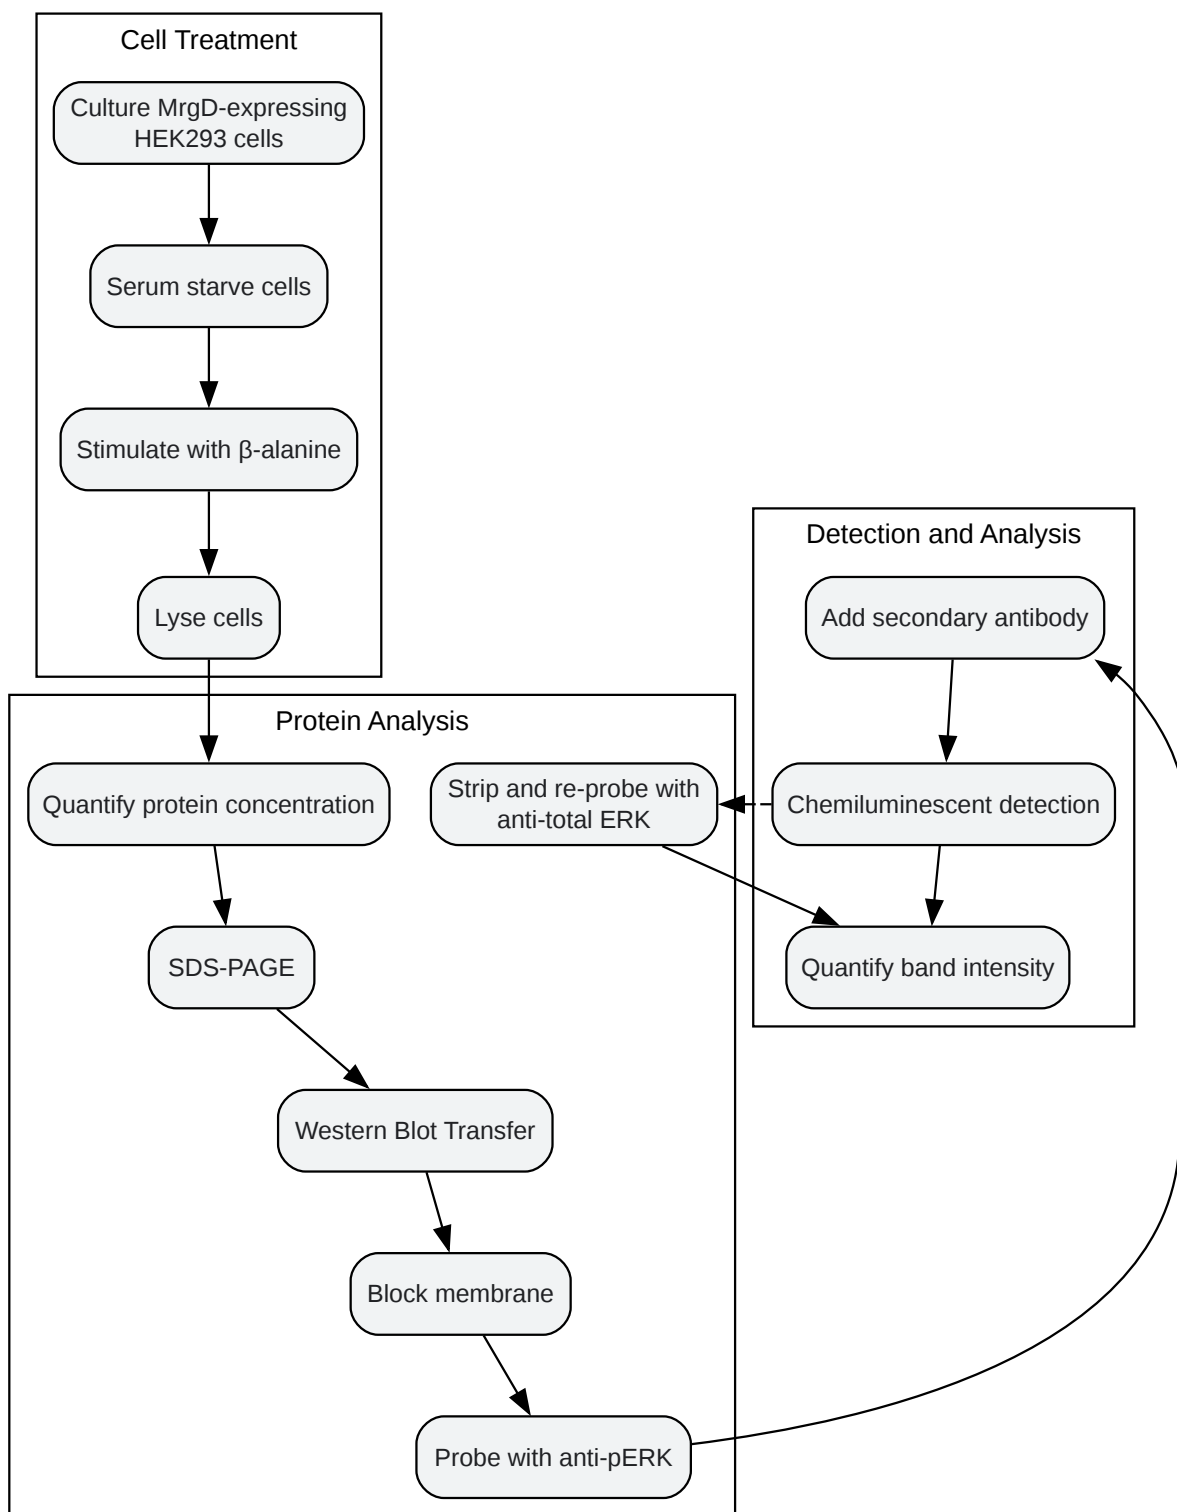 Cell Treatment
Culture MrgD-expressing
HEK293 cells
Serum starve cells
Stimulate with β-alanine
Lyse cells
Protein Analysis
Quantify protein concentration
Strip and re-probe with
anti-total ERK
SDS-PAGE
Western Blot Transfer
Block membrane
Probe with anti-pERK
Detection and Analysis
Add secondary antibody
Chemiluminescent detection
Quantify band intensity